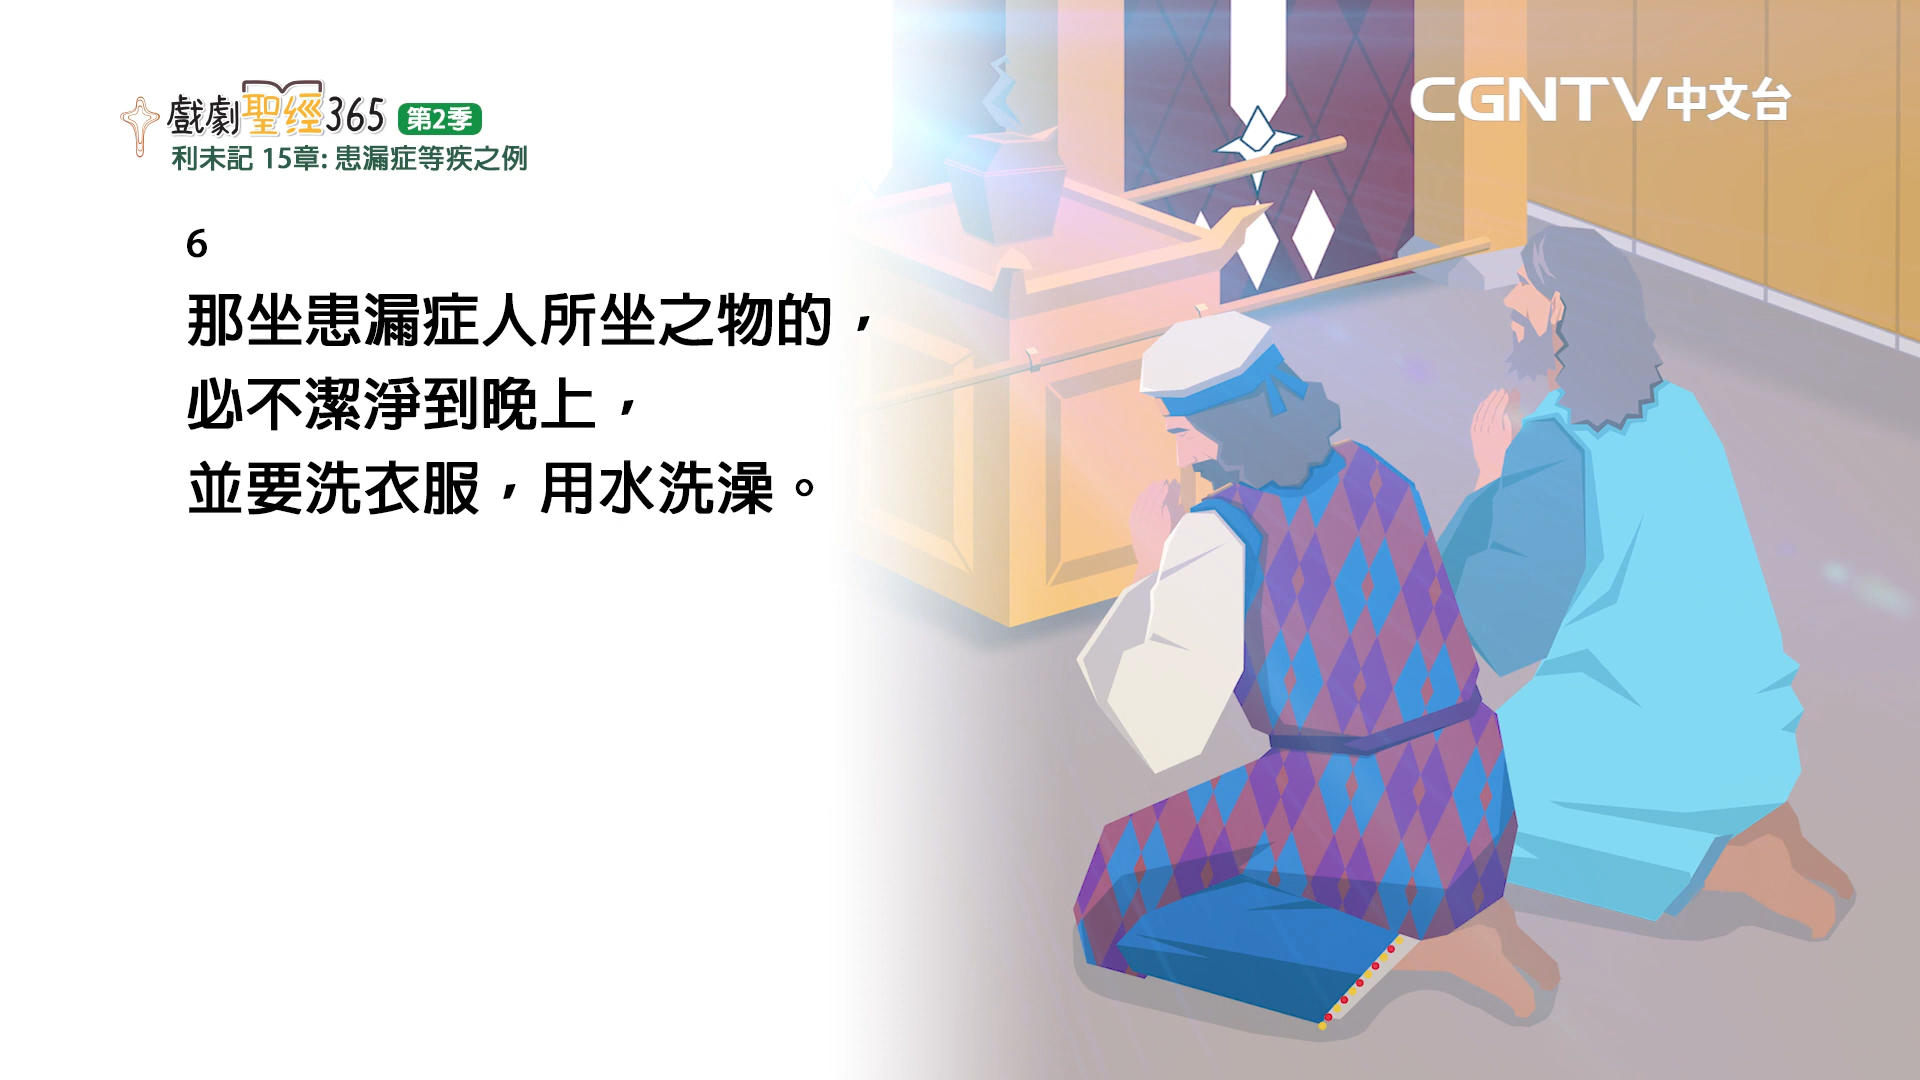 戲劇聖經365 第2季
利未記 15章: 患漏症等疾之例
CGNTV中文台
6
那坐患漏症人所坐之物的，
必不潔淨到晚上，
並要洗衣服，用水洗澡。